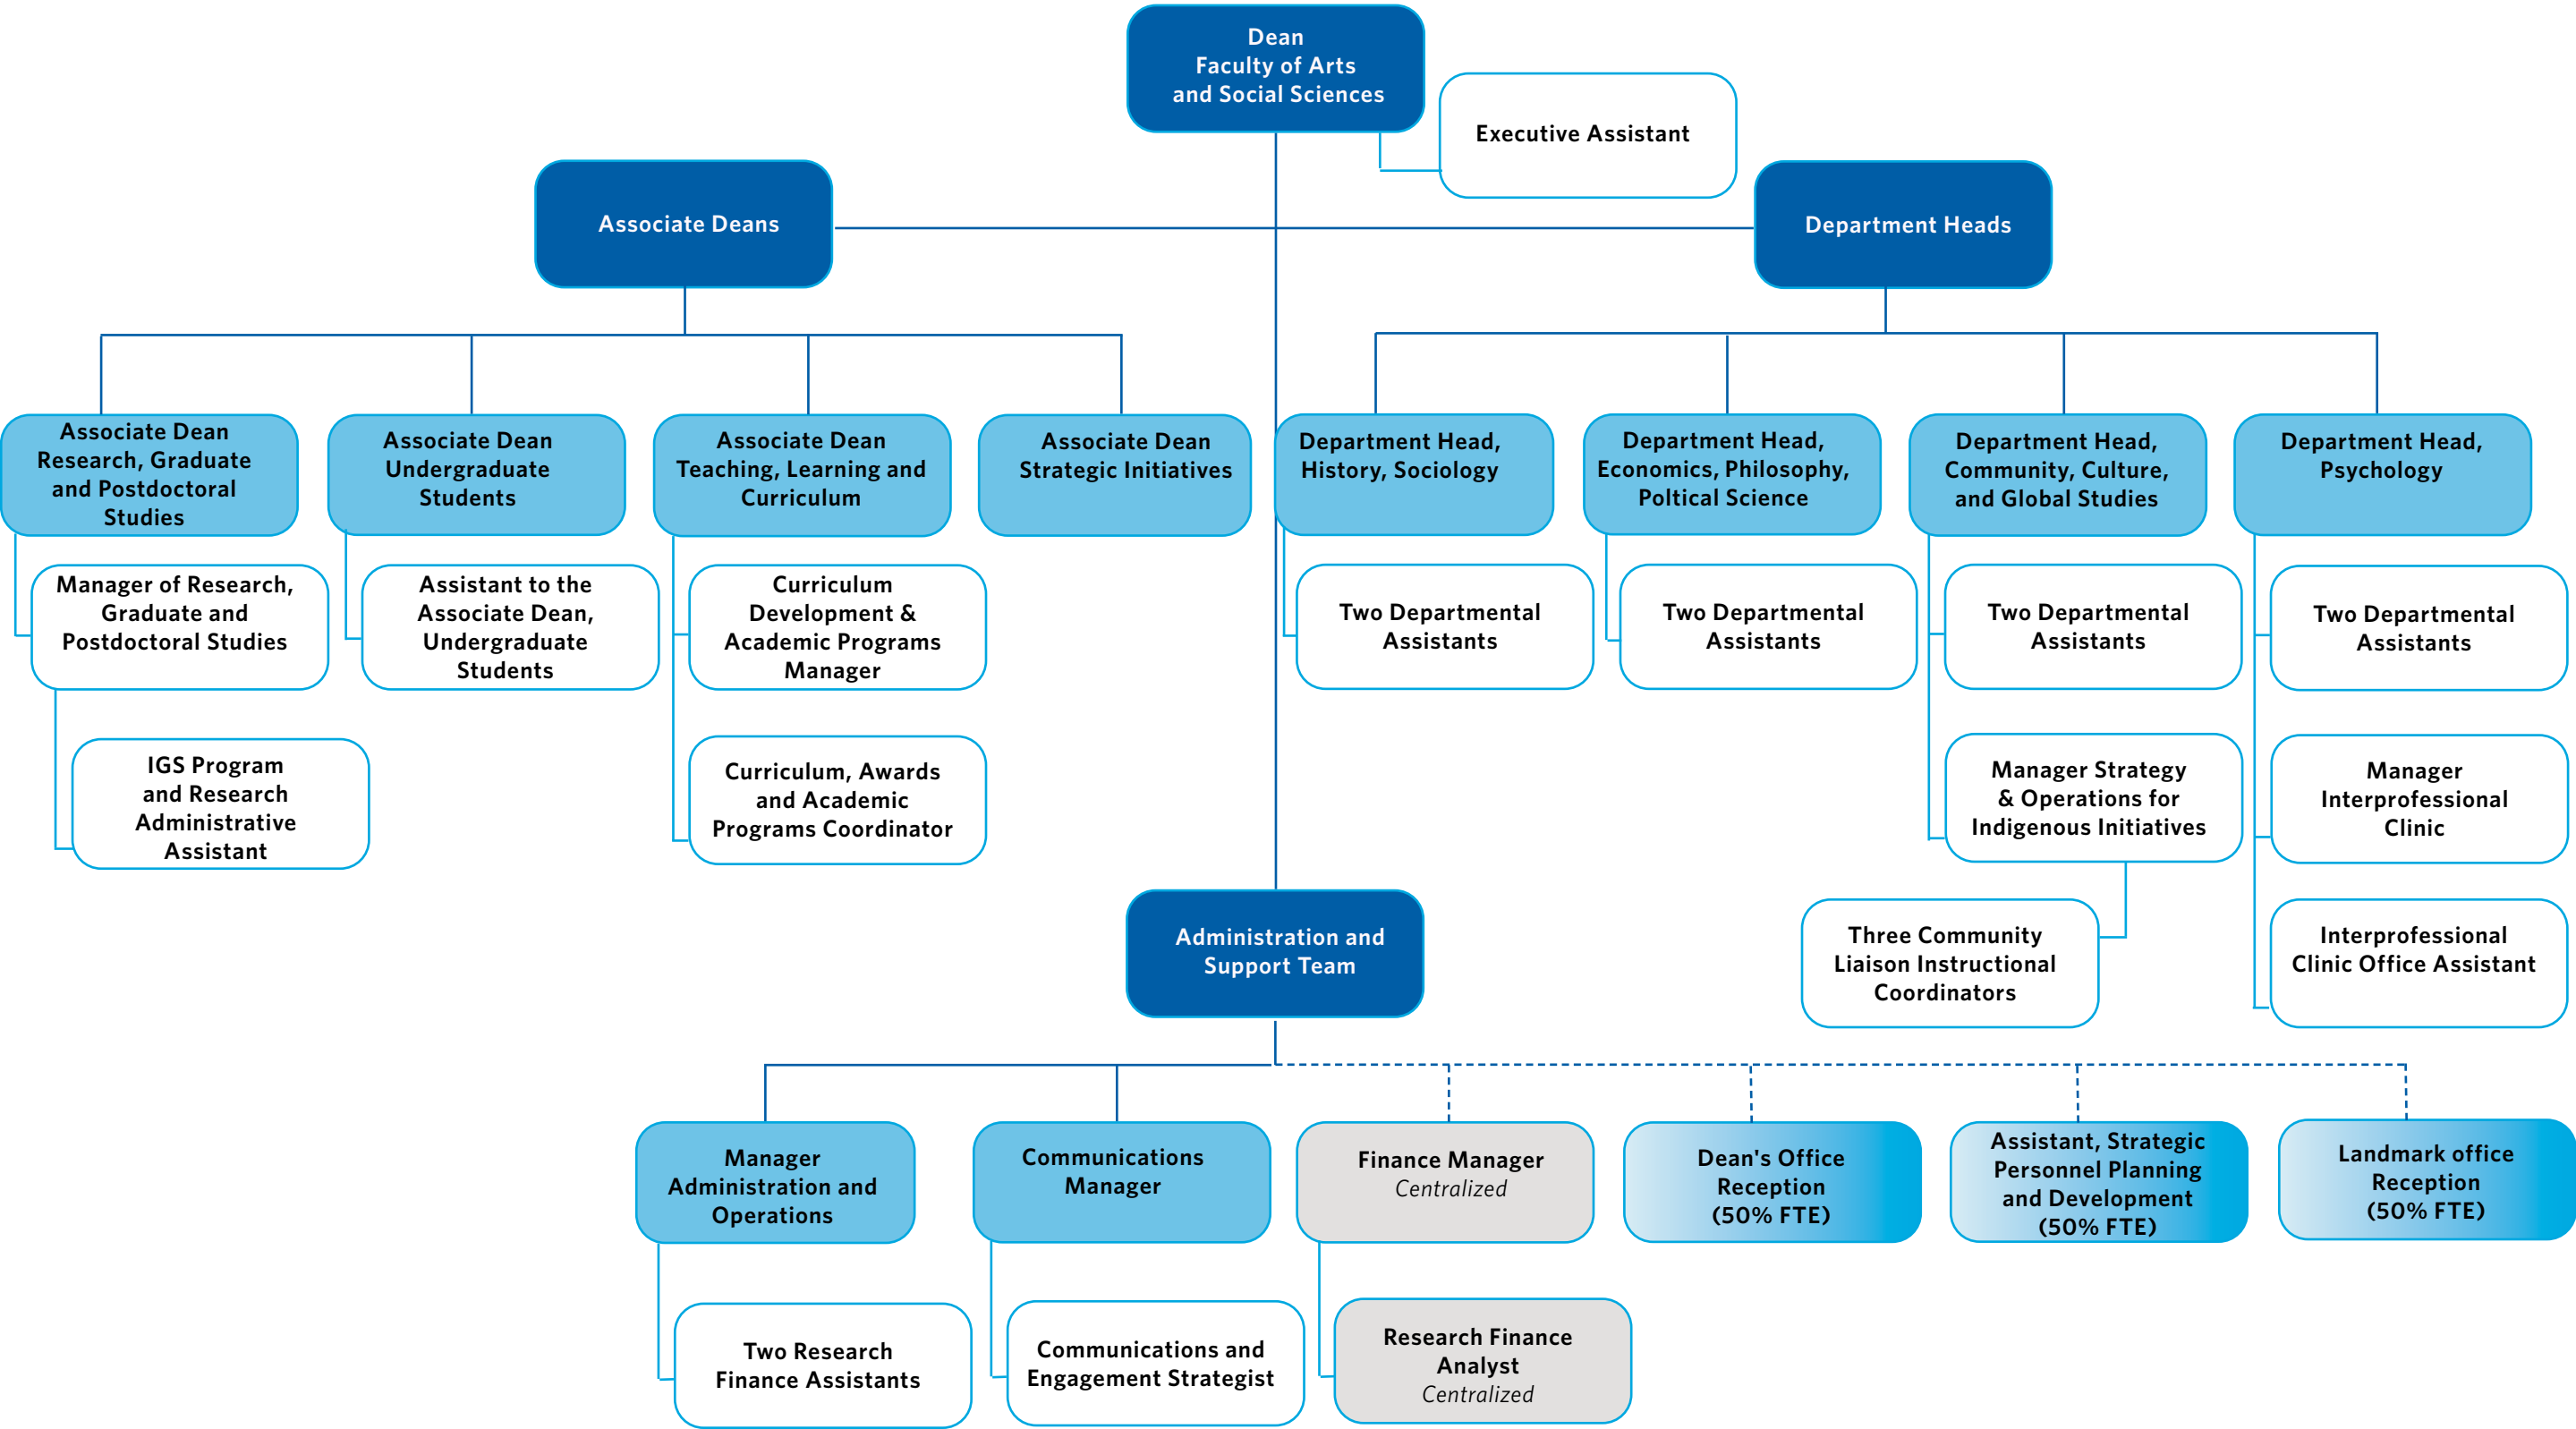 Dean
Faculty of Arts
and Social Sciences
Executive Assistant
Associate Deans
Department Heads
Associate Dean
Research, Graduate
and Postdoctoral
Studies
Associate Dean
Undergraduate
Students
Associate Dean
Teaching, Learning and
Curriculum
Associate Dean
Strategic Initiatives
Department Head,
History, Sociology
Department Head,
Economics, Philosophy,
Poltical Science
Department Head,
Community, Culture,
and Global Studies
Department Head,
Psychology
Manager of Research,
Graduate and
Postdoctoral Studies
Assistant to the
Associate Dean,
Undergraduate
Students
Curriculum
Development &
Academic Programs
Manager
Two Departmental
Assistants
Two Departmental
Assistants
Two Departmental
Assistants
Two Departmental
Assistants
IGS Program
and Research
Administrative
Assistant
Curriculum, Awards
and Academic
Programs Coordinator
Manager Strategy
& Operations for
Indigenous Initiatives
Manager
Interprofessional
Clinic
Three Community
Liaison Instructional
Coordinators
Interprofessional
Clinic Office Assistant
Administration and
Support Team
Manager
Administration and
Operations
Communications
Manager
Finance Manager
Centralized
Dean's Office
Reception
(50% FTE)
Assistant, Strategic
Personnel Planning
and Development
(50% FTE)
Landmark office
Reception
(50% FTE)
Two Research
Finance Assistants
Communications and
Engagement Strategist
Research Finance
Analyst
Centralized